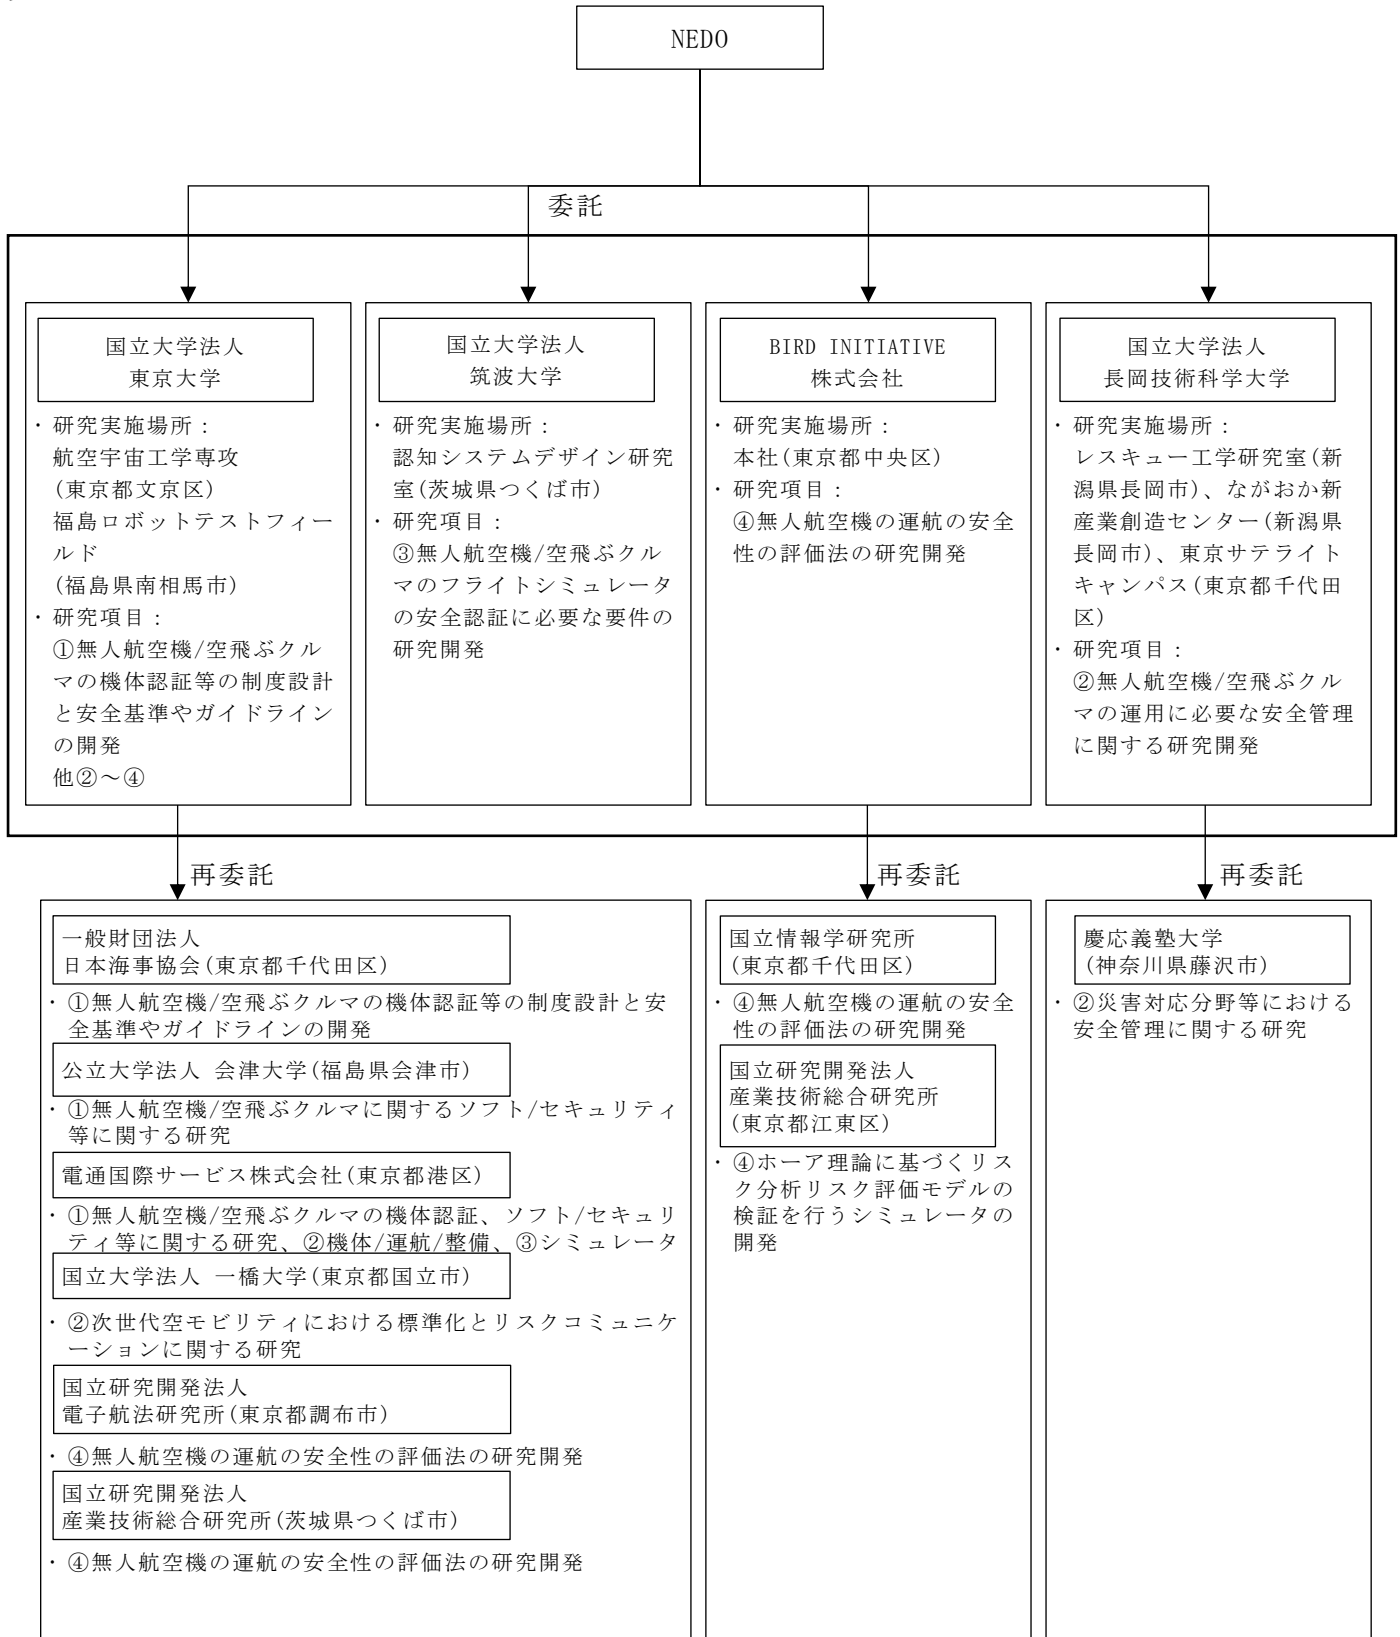 NEDO
委託
国立大学法人
東京大学
・研究実施場所：
航空宇宙工学専攻
(東京都文京区)
福島ロボットテストフィー
ルド
(福島県南相馬市)
・研究項目：
①無人航空機/空飛ぶクル
マの機体認証等の制度設計
と安全基準やガイドライン
の開発
他②～④
国立大学法人
筑波大学
・研究実施場所：
認知システムデザイン研究
室(茨城県つくば市)
・研究項目：
③無人航空機/空飛ぶクル
マのフライトシミュレータ
の安全認証に必要な要件の
研究開発
BIRD INITIATIVE
株式会社
・研究実施場所：
本社(東京都中央区)
・研究項目：
④無人航空機の運航の安全
性の評価法の研究開発
国立大学法人
長岡技術科学大学
・研究実施場所：
レスキュー工学研究室(新
潟県長岡市)、ながおか新
産業創造センター(新潟県
長岡市)、東京サテライト
キャンパス(東京都千代田
区)
・研究項目：
②無人航空機/空飛ぶクル
マの運用に必要な安全管理
に関する研究開発
再委託
一般財団法人
日本海事協会(東京都千代田区)
・①無人航空機/空飛ぶクルマの機体認証等の制度設計と安
全基準やガイドラインの開発
公立大学法人 会津大学(福島県会津市)
・①無人航空機/空飛ぶクルマに関するソフト/セキュリティ
等に関する研究
電通国際サービス株式会社(東京都港区)
・①無人航空機/空飛ぶクルマの機体認証、ソフト/セキュリ
ティ等に関する研究、②機体/運航/整備、③シミュレータ
国立大学法人 一橋大学(東京都国立市)
・②次世代空モビリティにおける標準化とリスクコミュニケ
ーションに関する研究
国立研究開発法人
電子航法研究所(東京都調布市)
・④無人航空機の運航の安全性の評価法の研究開発
国立研究開発法人
産業技術総合研究所(茨城県つくば市)
・④無人航空機の運航の安全性の評価法の研究開発
再委託
国立情報学研究所
(東京都千代田区)
・④無人航空機の運航の安全
性の評価法の研究開発
国立研究開発法人
産業技術総合研究所
(東京都江東区)
・④ホーア理論に基づくリス
ク分析リスク評価モデルの
検証を行うシミュレータの
開発
再委託
慶応義塾大学
(神奈川県藤沢市)
・②災害対応分野等における
安全管理に関する研究